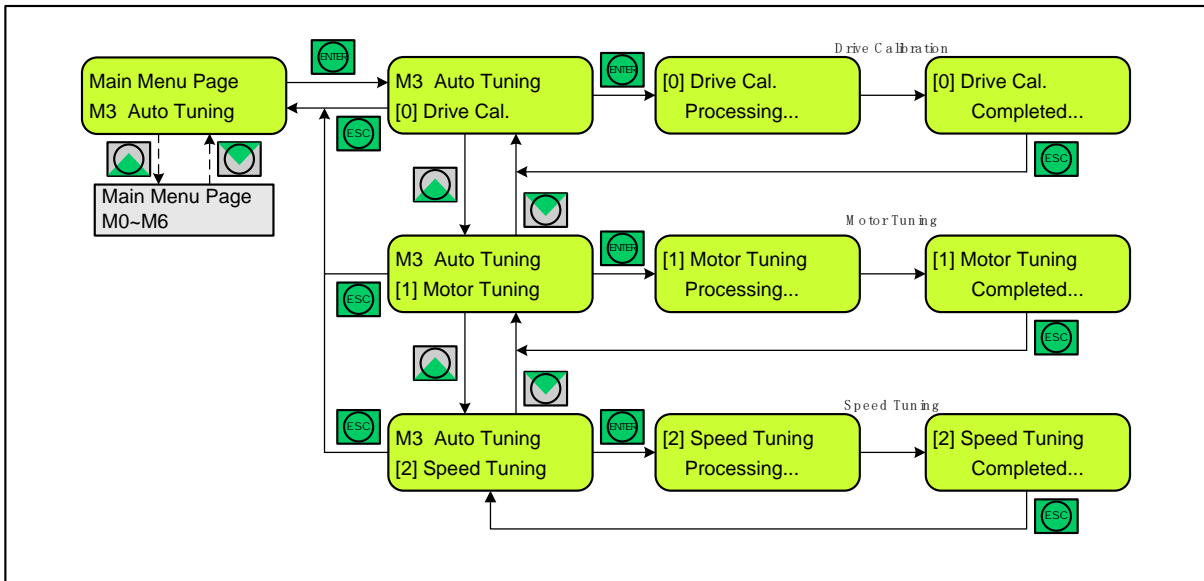 Drive Calibration
ENTER
ENTER
Main Menu Page
M3 Auto Tuning
M3 Auto Tuning
[0] Drive Cal.
[0] Drive Cal.
Processing...
[0] Drive Cal.
Completed...
ESC
ESC
Main Menu Page
M0~M6
Motor Tuning
ENTER
M3 Auto Tuning
[1] Motor Tuning
[1] Motor Tuning
Processing...
[1] Motor Tuning
Completed...
ESC
ESC
Speed Tuning
ESC
ENTER
M3 Auto Tuning
[2] Speed Tuning
[2] Speed Tuning
Processing...
[2] Speed Tuning
Completed...
ESC